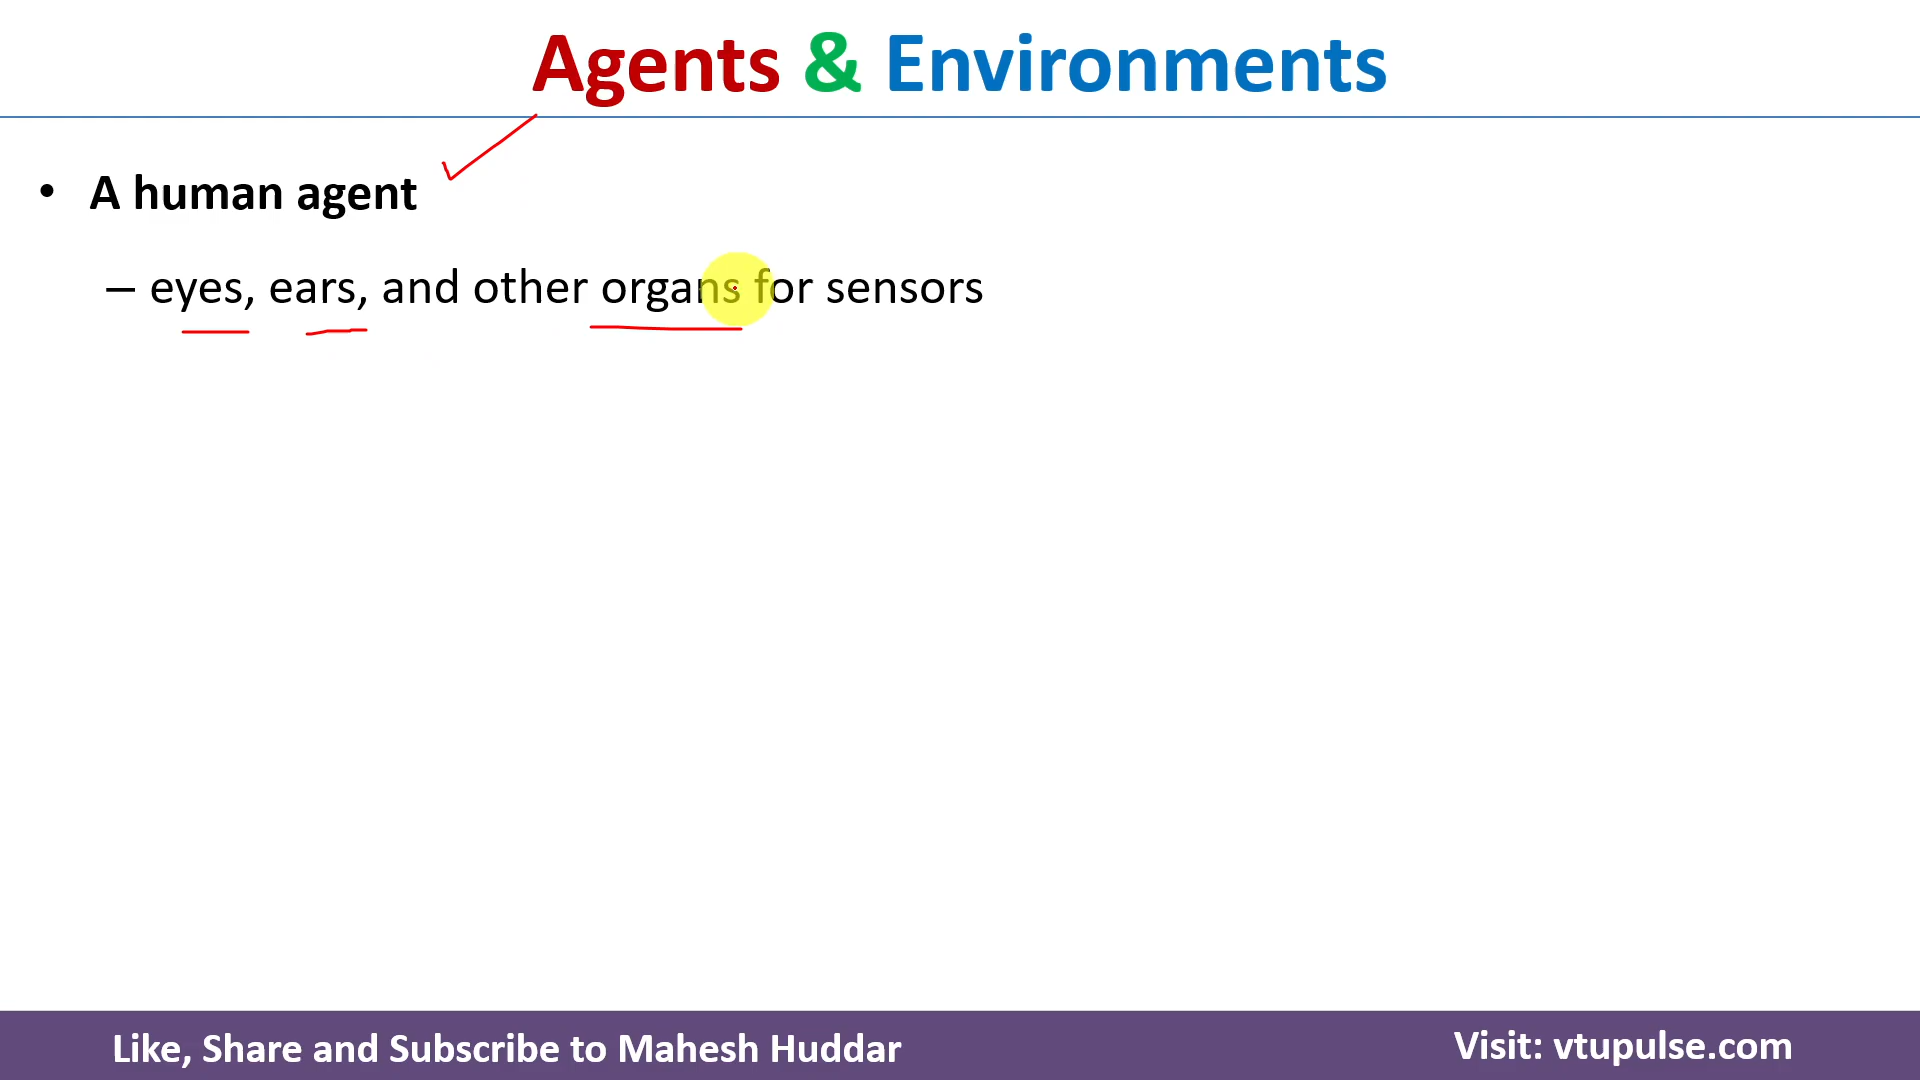 Agents & Environments
• A human agent
– eyes, ears, and other organs for sensors
Like, Share and Subscribe to Mahesh Huddar
Visit: vtupulse.com